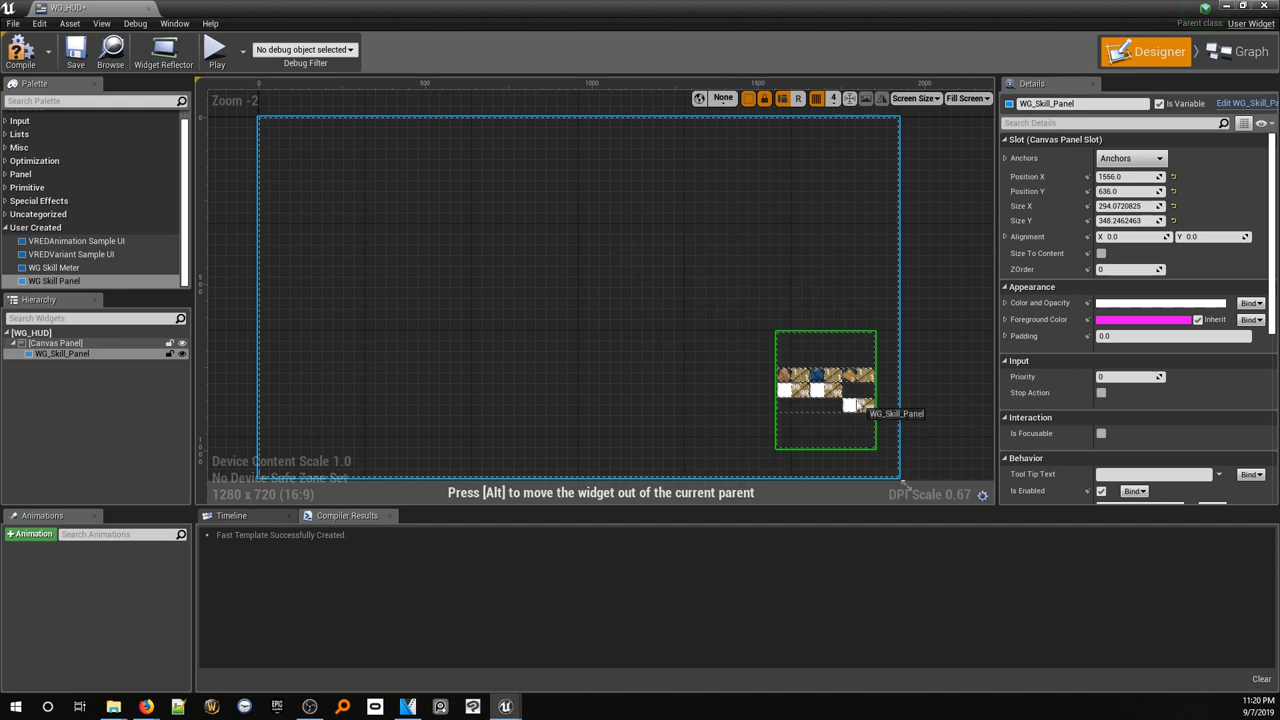 WG_HUD*
File Edit Asset View Debug Window Help
Parent class: User Widget
Compile Save Browse Widget Reflector Play
No debug object selected
Debug Filter
Designer
Graph
Palette
Search Palette
Input
Lists
Misc
Optimization
Panel
Primitive
Special Effects
Uncategorized
User Created
VREDAnimation Sample UI
VREDVariant Sample UI
WG Skill Meter
WG Skill Panel
Hierarchy
Search Widgets
[WG_HUD]
[Canvas Panel]
WG_Skill_Panel
0 500 1000 1500 2000
Zoom -2
None R 4 Screen Size Fill Screen
WG_Skill_Panel
Device Content Scale 1.0
No Device Safe Zone Set
1280 x 720 (16:9)
Press [Alt] to move the widget out of the current parent
DPI Scale 0.67
Details
WG_Skill_Panel Is Variable Edit WG_Skill_P
Search Details
Slot (Canvas Panel Slot)
Anchors Anchors
Position X 1556.0
Position Y 636.0
Size X 294.0720825
Size Y 348.2462463
Alignment X 0.0 Y 0.0
Size To Content
ZOrder 0
Appearance
Color and Opacity Bind
Foreground Color Inherit Bind
Padding 0.0
Input
Priority 0
Stop Action
Interaction
Is Focusable
Behavior
Tool Tip Text Bind
Is Enabled Bind
Animations
+Animation Search Animations
Timeline Compiler Results
Fast Template Successfully Created.
Clear
EPIC
11:20 PM
9/7/2019